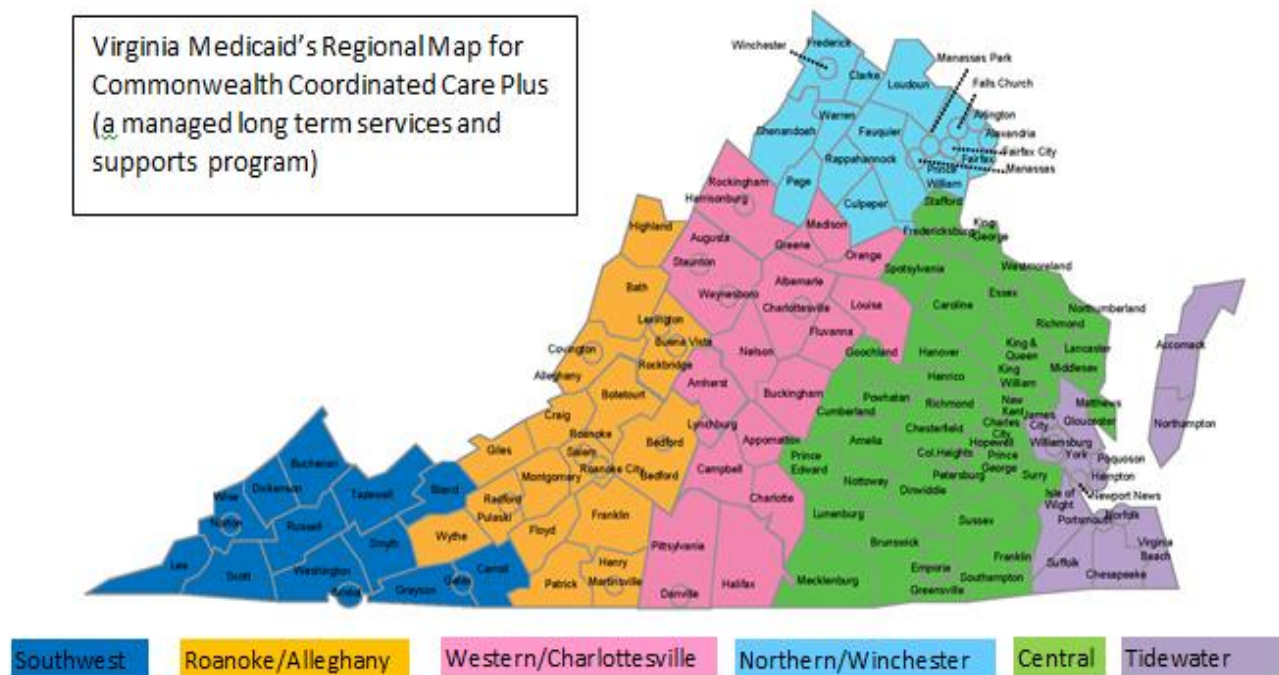 Virginia Medicaid's Regional Map for
Commonwealth Coordinated Care Plus
(a managed long term services and
supports program)
Winchester
Frederick
Clarke
Loudoun
Manassas Park
Falls Church
Arlington
Alexandria
Fairfax City
Fairfax
Manassas
Prince
William
Warren
Shenandoah
Fauquier
Rappahannock
Page
Culpeper
Stafford
Rockingham
Harrisonburg
Madison
Greene
Orange
Augusta
Staunton
Waynesboro
Albemarle
Charlottesville
Louisa
Fluvanna
Nelson
Amherst
Buckingham
Lynchburg
Appomattox
Campbell
Charlotte
Pittsylvania
Danville
Halifax
Highland
Bath
Lexington
Buena Vista
Rockbridge
Covington
Alleghany
Botetourt
Craig
Roanoke
Salem
Roanoke City
Bedford
Bedford
Giles
Montgomery
Radford
Pulaski
Wythe
Floyd
Franklin
Patrick
Henry
Martinsville
Buchanan
Dickenson
Wise
Norton
Tazewell
Bland
Russell
Smyth
Lee
Scott
Washington
Bristol
Grayson
Galax
Carroll
Fredericksburg
King
George
Spotsylvania
Westmoreland
Caroline
Essex
Northumberland
Richmond
Lancaster
Middlesex
King &
Queen
King
William
Goochland
Hanover
Henrico
Powhatan
Richmond
Cumberland
New
Kent
Charles
City
Matthews
Amelia
Chesterfield
Hopewell
Col.Heights
Prince
George
Prince
Edward
Nottoway
Petersburg
Dinwiddie
Surry
Lunenburg
Sussex
Brunswick
Mecklenburg
Emporia
Greensville
Franklin
Southampton
Accomack
Northampton
James
City
Gloucester
Williamsburg
York
Poquoson
Hampton
Newport News
Isle of
Wight
Portsmouth
Norfolk
Suffolk
Chesapeeke
Virginia
Beach
Southwest
Roanoke/Alleghany
Western/Charlottesville
Northern/Winchester
Central
Tidewater